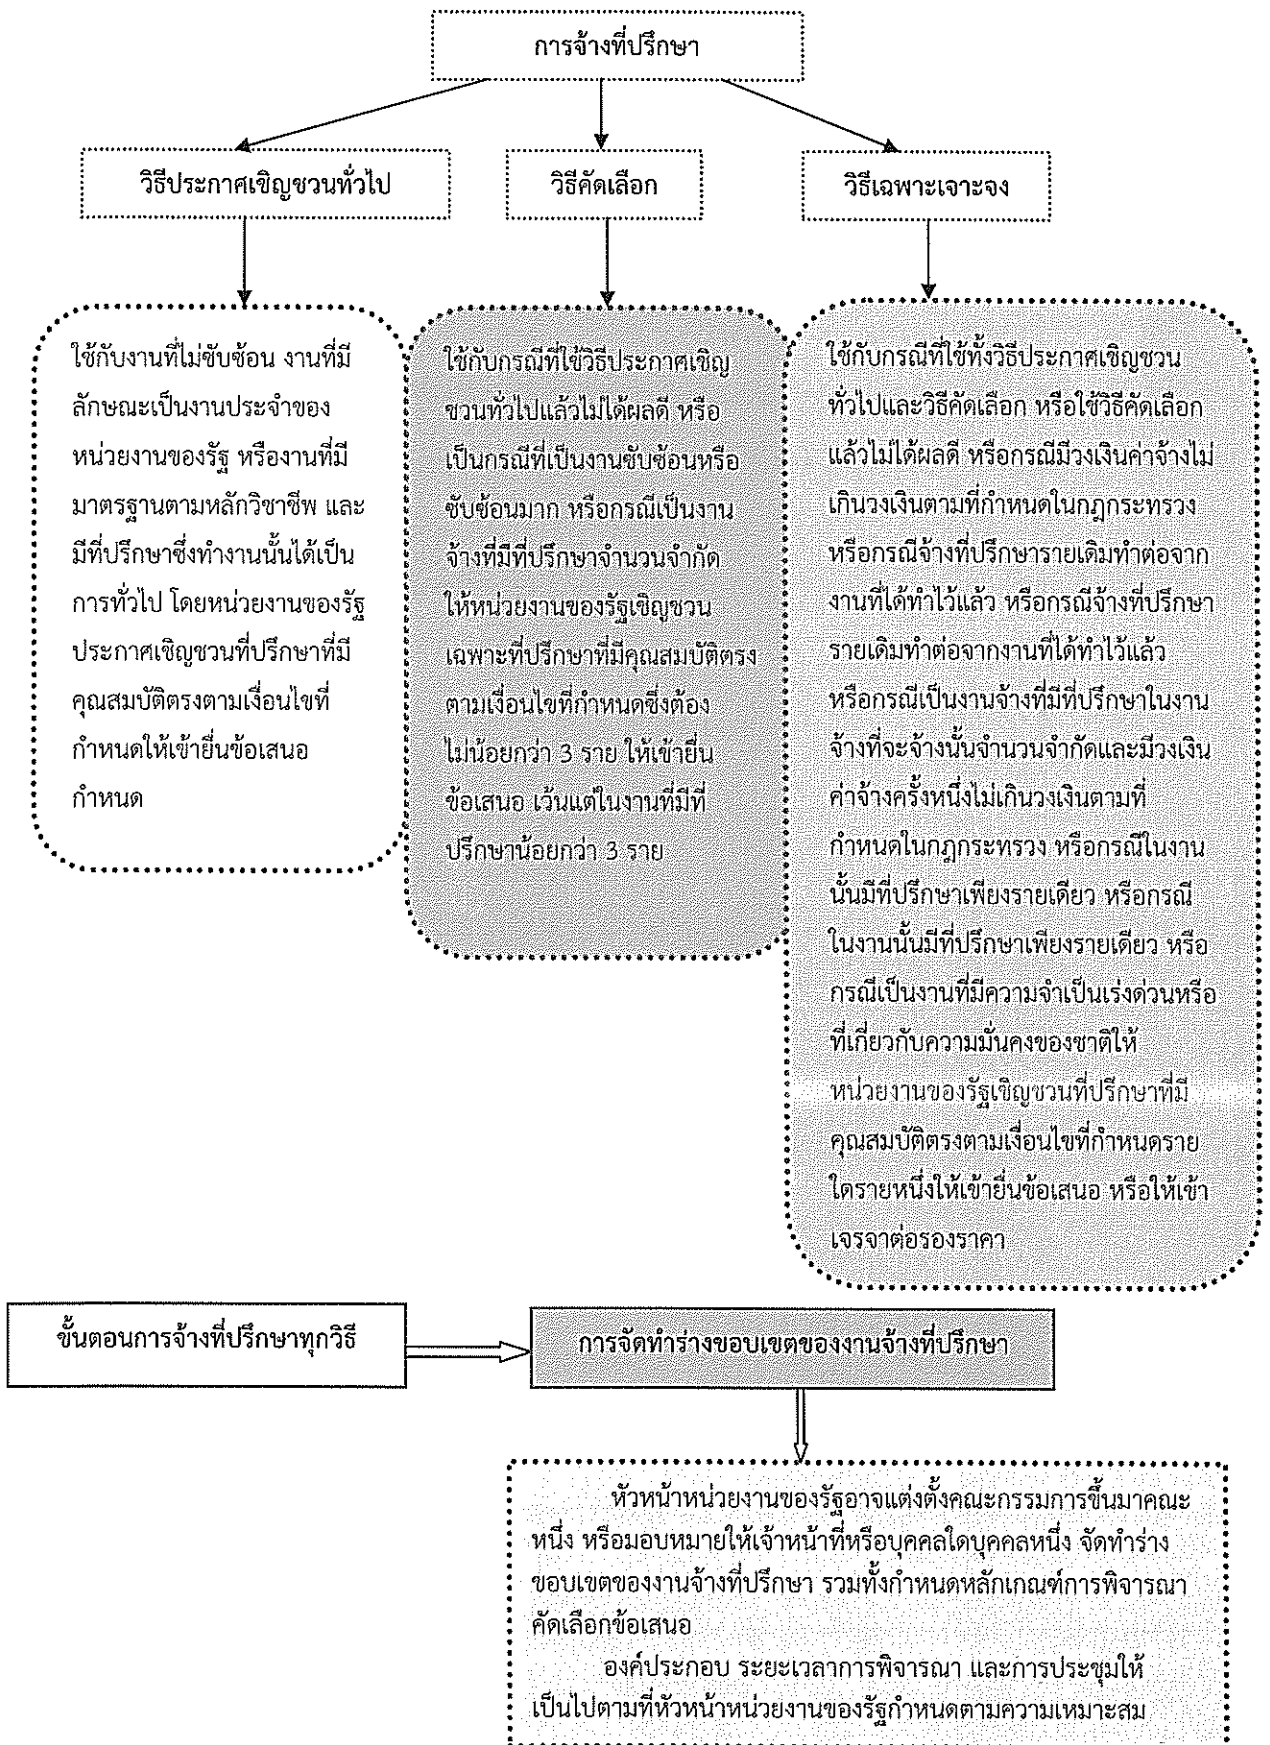 การจ้างที่ปรึกษา
วิธีประกาศเชิญชวนทั่วไป
วิธีคัดเลือก
วิธีเฉพาะเจาะจง
ใช้กับงานที่ไม่ซับซ้อน งานที่มี
ลักษณะเป็นงานประจำของ
หน่วยงานของรัฐ หรืองานที่มี
มาตรฐานตามหลักวิชาชีพ และ
มีที่ปรึกษาซึ่งทำงานนั้นได้เป็น
การทั่วไป โดยหน่วยงานของรัฐ
ประกาศเชิญชวนที่ปรึกษาที่มี
คุณสมบัติตรงตามเงื่อนไขที่
กำหนดให้เข้ายื่นข้อเสนอ
กำหนด
ใช้กับกรณีที่ใช้วิธีประกาศเชิญ
ชวนทั่วไปแล้วไม่ได้ผลดี หรือ
เป็นกรณีที่เป็นงานซับซ้อนหรือ
ซับซ้อนมาก หรือกรณีเป็นงาน
จ้างที่มีที่ปรึกษาจำนวนจำกัด
ให้หน่วยงานของรัฐเชิญชวน
เฉพาะที่ปรึกษาที่มีคุณสมบัติตรง
ตามเงื่อนไขที่กำหนดซึ่งต้อง
ไม่น้อยกว่า 3 ราย ให้เข้ายื่น
ข้อเสนอ เว้นแต่ในงานที่มีที่
ปรึกษาน้อยกว่า 3 ราย
ใช้กับกรณีที่ใช้ทั้งวิธีประกาศเชิญชวน
ทั่วไปและวิธีคัดเลือก หรือใช้วิธีคัดเลือก
แล้วไม่ได้ผลดี หรือกรณีมีวงเงินค่าจ้างไม่
เกินวงเงินตามที่กำหนดในกฎกระทรวง
หรือกรณีจ้างที่ปรึกษารายเดิมทำต่อจาก
งานที่ได้ทำไว้แล้ว หรือกรณีจ้างที่ปรึกษา
รายเดิมทำต่อจากงานที่ได้ทำไว้แล้ว
หรือกรณีเป็นงานจ้างที่มีที่ปรึกษาในงาน
จ้างที่จะจ้างนั้นจำนวนจำกัดและมีวงเงิน
ค่าจ้างครั้งหนึ่งไม่เกินวงเงินตามที่
กำหนดในกฎกระทรวง หรือกรณีในงาน
นั้นมีที่ปรึกษาเพียงรายเดียว หรือกรณี
ในงานนั้นมีที่ปรึกษาเพียงรายเดียว หรือ
กรณีเป็นงานที่มีความจำเป็นเร่งด่วนหรือ
ที่เกี่ยวกับความมั่นคงของชาติให้
หน่วยงานของรัฐเชิญชวนที่ปรึกษาที่มี
คุณสมบัติตรงตามเงื่อนไขที่กำหนดราย
ใดรายหนึ่งให้เข้ายื่นข้อเสนอ หรือให้เข้า
เจรจาต่อรองราคา
ขั้นตอนการจ้างที่ปรึกษาทุกวิธี
การจัดทำร่างขอบเขตของงานจ้างที่ปรึกษา
หัวหน้าหน่วยงานของรัฐอาจแต่งตั้งคณะกรรมการขึ้นมาคณะ
หนึ่ง หรือมอบหมายให้เจ้าหน้าที่หรือบุคคลใดบุคคลหนึ่ง จัดทำร่าง
ขอบเขตของงานจ้างที่ปรึกษา รวมทั้งกำหนดหลักเกณฑ์การพิจารณา
คัดเลือกข้อเสนอ
องค์ประกอบ ระยะเวลาการพิจารณา และการประชุมให้
เป็นไปตามที่หัวหน้าหน่วยงานของรัฐกำหนดตามความเหมาะสม